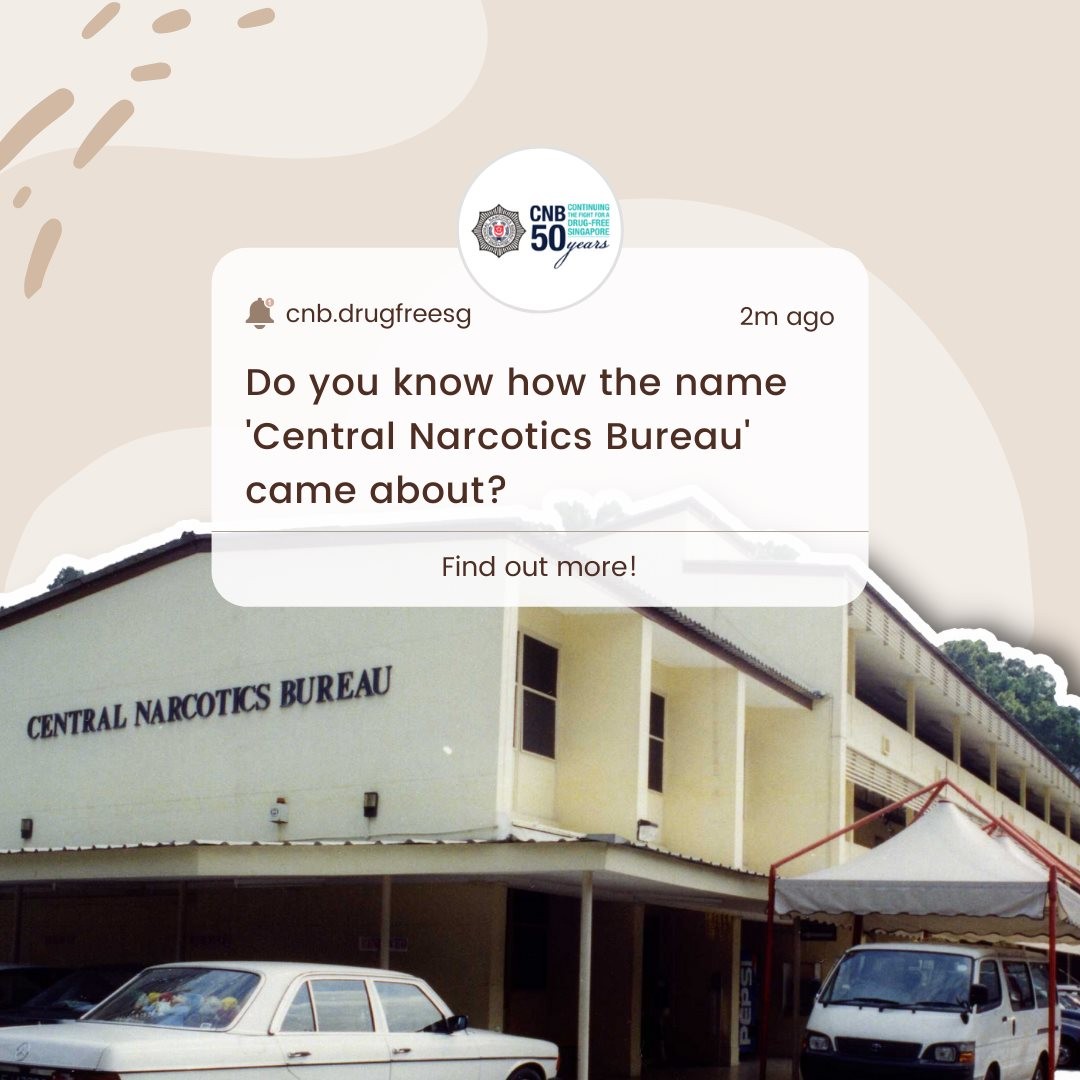 CNB
50 years
CONTINUING
THE FIGHT FOR A
DRUG-FREE
SINGAPORE
cnb.drugfreesg
2m ago
Do you know how the name
'Central Narcotics Bureau'
came about?
Find out more!
CENTRAL NARCOTICS BUREAU
PEPSI